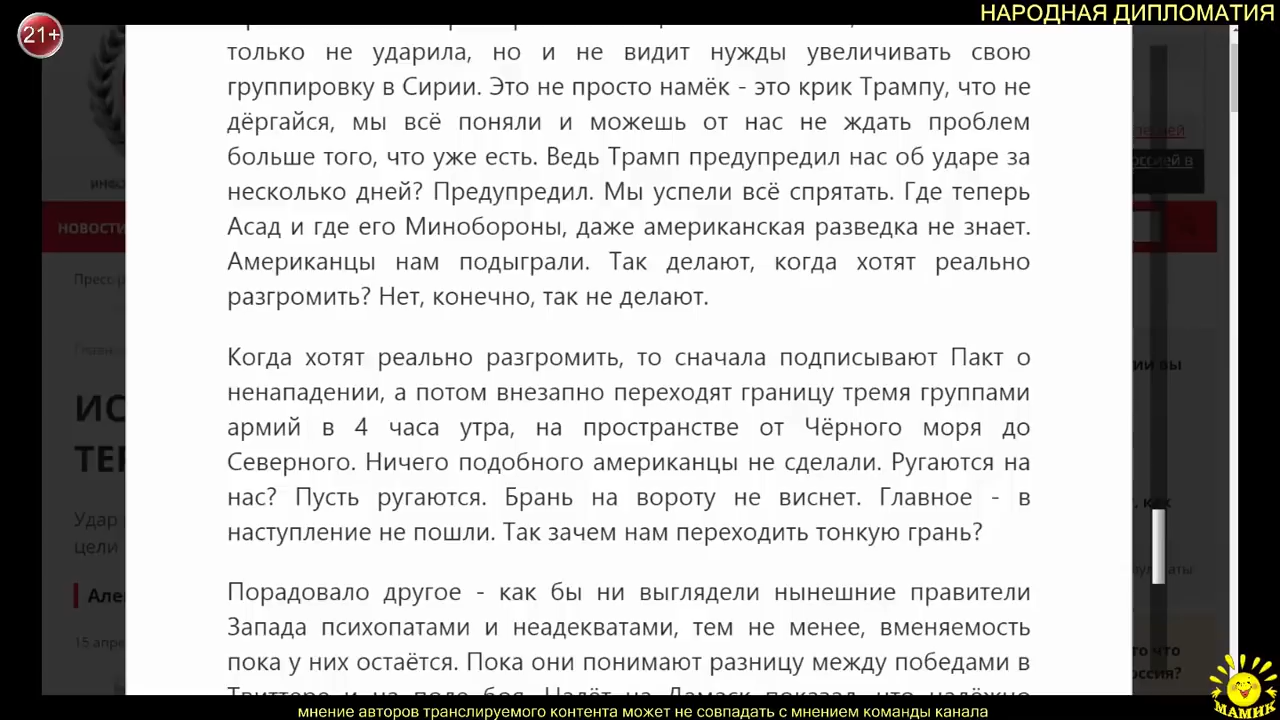 НАРОДНАЯ ДИПЛОМАТИЯ
21+
только не ударила, но и не видит нужды увеличивать свою
группировку в Сирии. Это не просто намёк - это крик Трампу, что не
дёргайся, мы всё поняли и можешь от нас не ждать проблем
больше того, что уже есть. Ведь Трамп предупредил нас об ударе за
несколько дней? Предупредил. Мы успели всё спрятать. Где теперь
Асад и где его Минобороны, даже американская разведка не знает.
Американцы нам подыграли. Так делают, когда хотят реально
разгромить? Нет, конечно, так не делают.
Когда хотят реально разгромить, то сначала подписывают Пакт о
ненападении, а потом внезапно переходят границу тремя группами
армий в 4 часа утра, на пространстве от Чёрного моря до
Северного. Ничего подобного американцы не сделали. Ругаются на
нас? Пусть ругаются. Брань на вороту не виснет. Главное - в
наступление не пошли. Так зачем нам переходить тонкую грань?
Порадовало другое - как бы ни выглядели нынешние правители
Запада психопатами и неадекватами, тем не менее, вменяемость
пока у них остаётся. Пока они понимают разницу между победами в
НОВОСТИ
Удар
цели
15 апре
МАМИК
мнение авторов транслируемого контента может не совпадать с мнением команды канала